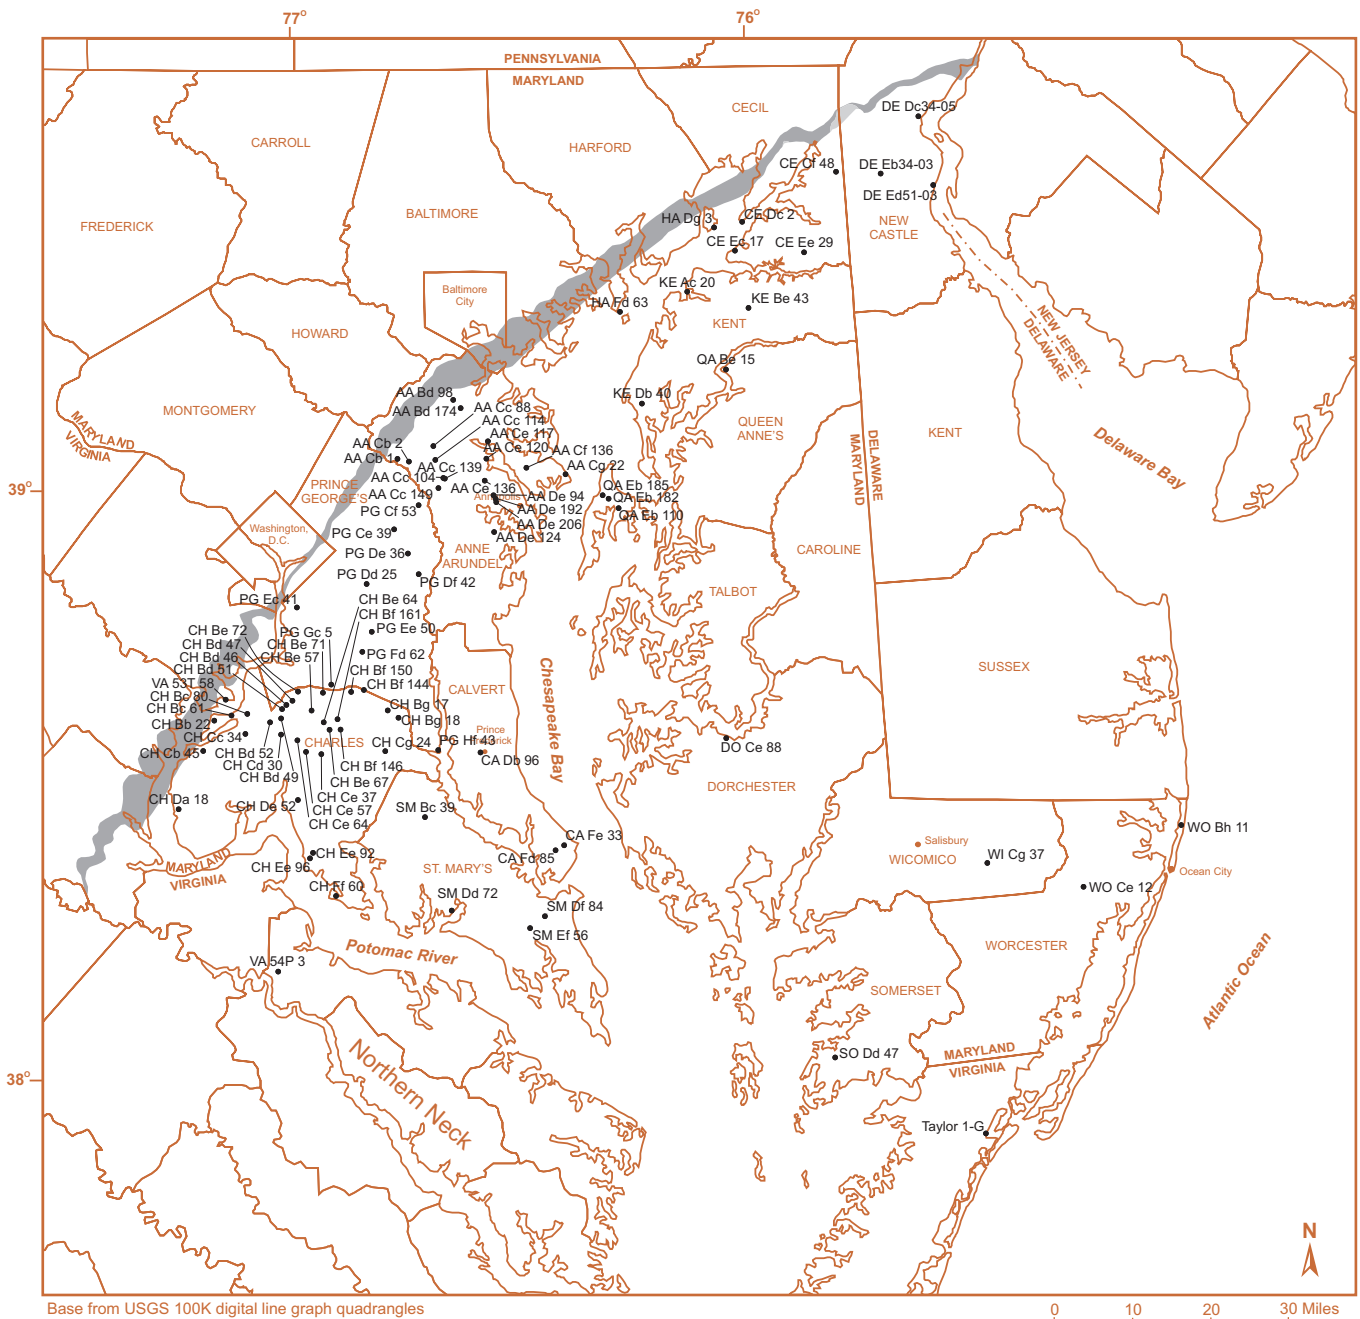 77°
76°
PENNSYLVANIA
MARYLAND
CECIL
DE Dc34-05
CARROLL
HARFORD
CE Cf 48
DE Eb34-03
DE Ed51-03
FREDERICK
BALTIMORE
HA Dg 3
CE Dc 2
NEW
CASTLE
CE Ec 17
CE Ee 29
Baltimore
City
KE Ac 20
KE Be 43
HA Fd 63
HOWARD
KENT
NEW JERSEY
DELAWARE
QA Be 15
AA Bd 98
KE Db 40
AA Bd 174
AA Cc 88
MONTGOMERY
AA Cc 114
QUEEN
ANNE'S
MARYLAND
VIRGINIA
AA Ce 117
DELAWARE
MARYLAND
KENT
Delaware Bay
AA Cb 2
AA Ce 120
AA Cf 136
AA Cb 1
AA Cc 139
AA Cg 22
AA Cc 104
39°
PRINCE
GEORGE'S
AA Ce 136
QA Eb 185
AA Cc 149
Annapolis
AA De 94
QA Eb 182
PG Cf 53
AA De 192
QA Eb 110
Washington,
D.C.
PG Ce 39
AA De 206
AA De 124
PG De 36
ANNE
ARUNDEL
CAROLINE
PG Dd 25
PG Df 42
TALBOT
PG Ec 41
CH Be 64
CH Bf 161
CH Be 72
PG Gc 5
PG Ee 50
CH Bd 47
CH Be 71
CH Bd 46
CH Be 57
PG Fd 62
CH Bd 51
CH Bf 150
SUSSEX
VA 53T 58
CH Bf 144
CALVERT
Chesapeake Bay
CH Bc 80
CH Bc 61
CH Bg 17
CH Bb 22
CH Bg 18
Prince
Frederick
CH Cc 34
CHARLES
CH Cg 24
PG Hf 43
DO Ce 88
CH Cb 45
CH Bd 52
CA Db 96
CH Cd 30
CH Bf 146
CH Bd 49
CH Be 67
DORCHESTER
CH Da 18
CH De 52
CH Ce 37
SM Bc 39
CH Ce 57
CH Ce 64
WO Bh 11
CA Fe 33
Salisbury
CH Ee 92
CA Fd 85
WICOMICO
WI Cg 37
MARYLAND
VIRGINIA
CH Ee 96
ST. MARY'S
Ocean City
CH Ff 60
SM Dd 72
WO Ce 12
SM Df 84
SM Ef 56
WORCESTER
Potomac River
VA 54P 3
Atlantic Ocean
SOMERSET
Northern Neck
SO Dd 47
MARYLAND
VIRGINIA
38°
Taylor 1-G
N
Base from USGS 100K digital line graph quadrangles
0 10 20 30 Miles